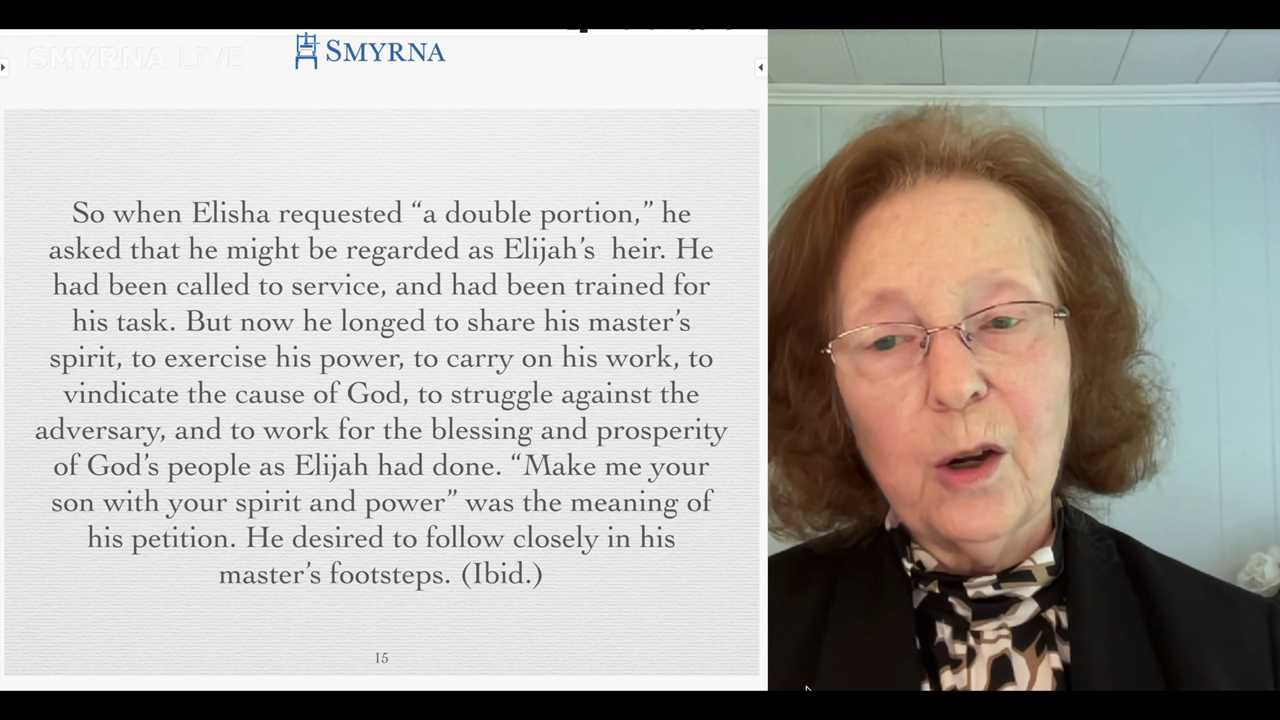 SMYRNA LIVE
SMYRNA
So when Elisha requested “a double portion,” he
asked that he might be regarded as Elijah’s  heir. He
had been called to service, and had been trained for
his task. But now he longed to share his master’s
spirit, to exercise his power, to carry on his work, to
vindicate the cause of God, to struggle against the
adversary, and to work for the blessing and prosperity
of God’s people as Elijah had done. “Make me your
son with your spirit and power” was the meaning of
his petition. He desired to follow closely in his
master’s footsteps. (Ibid.)
15